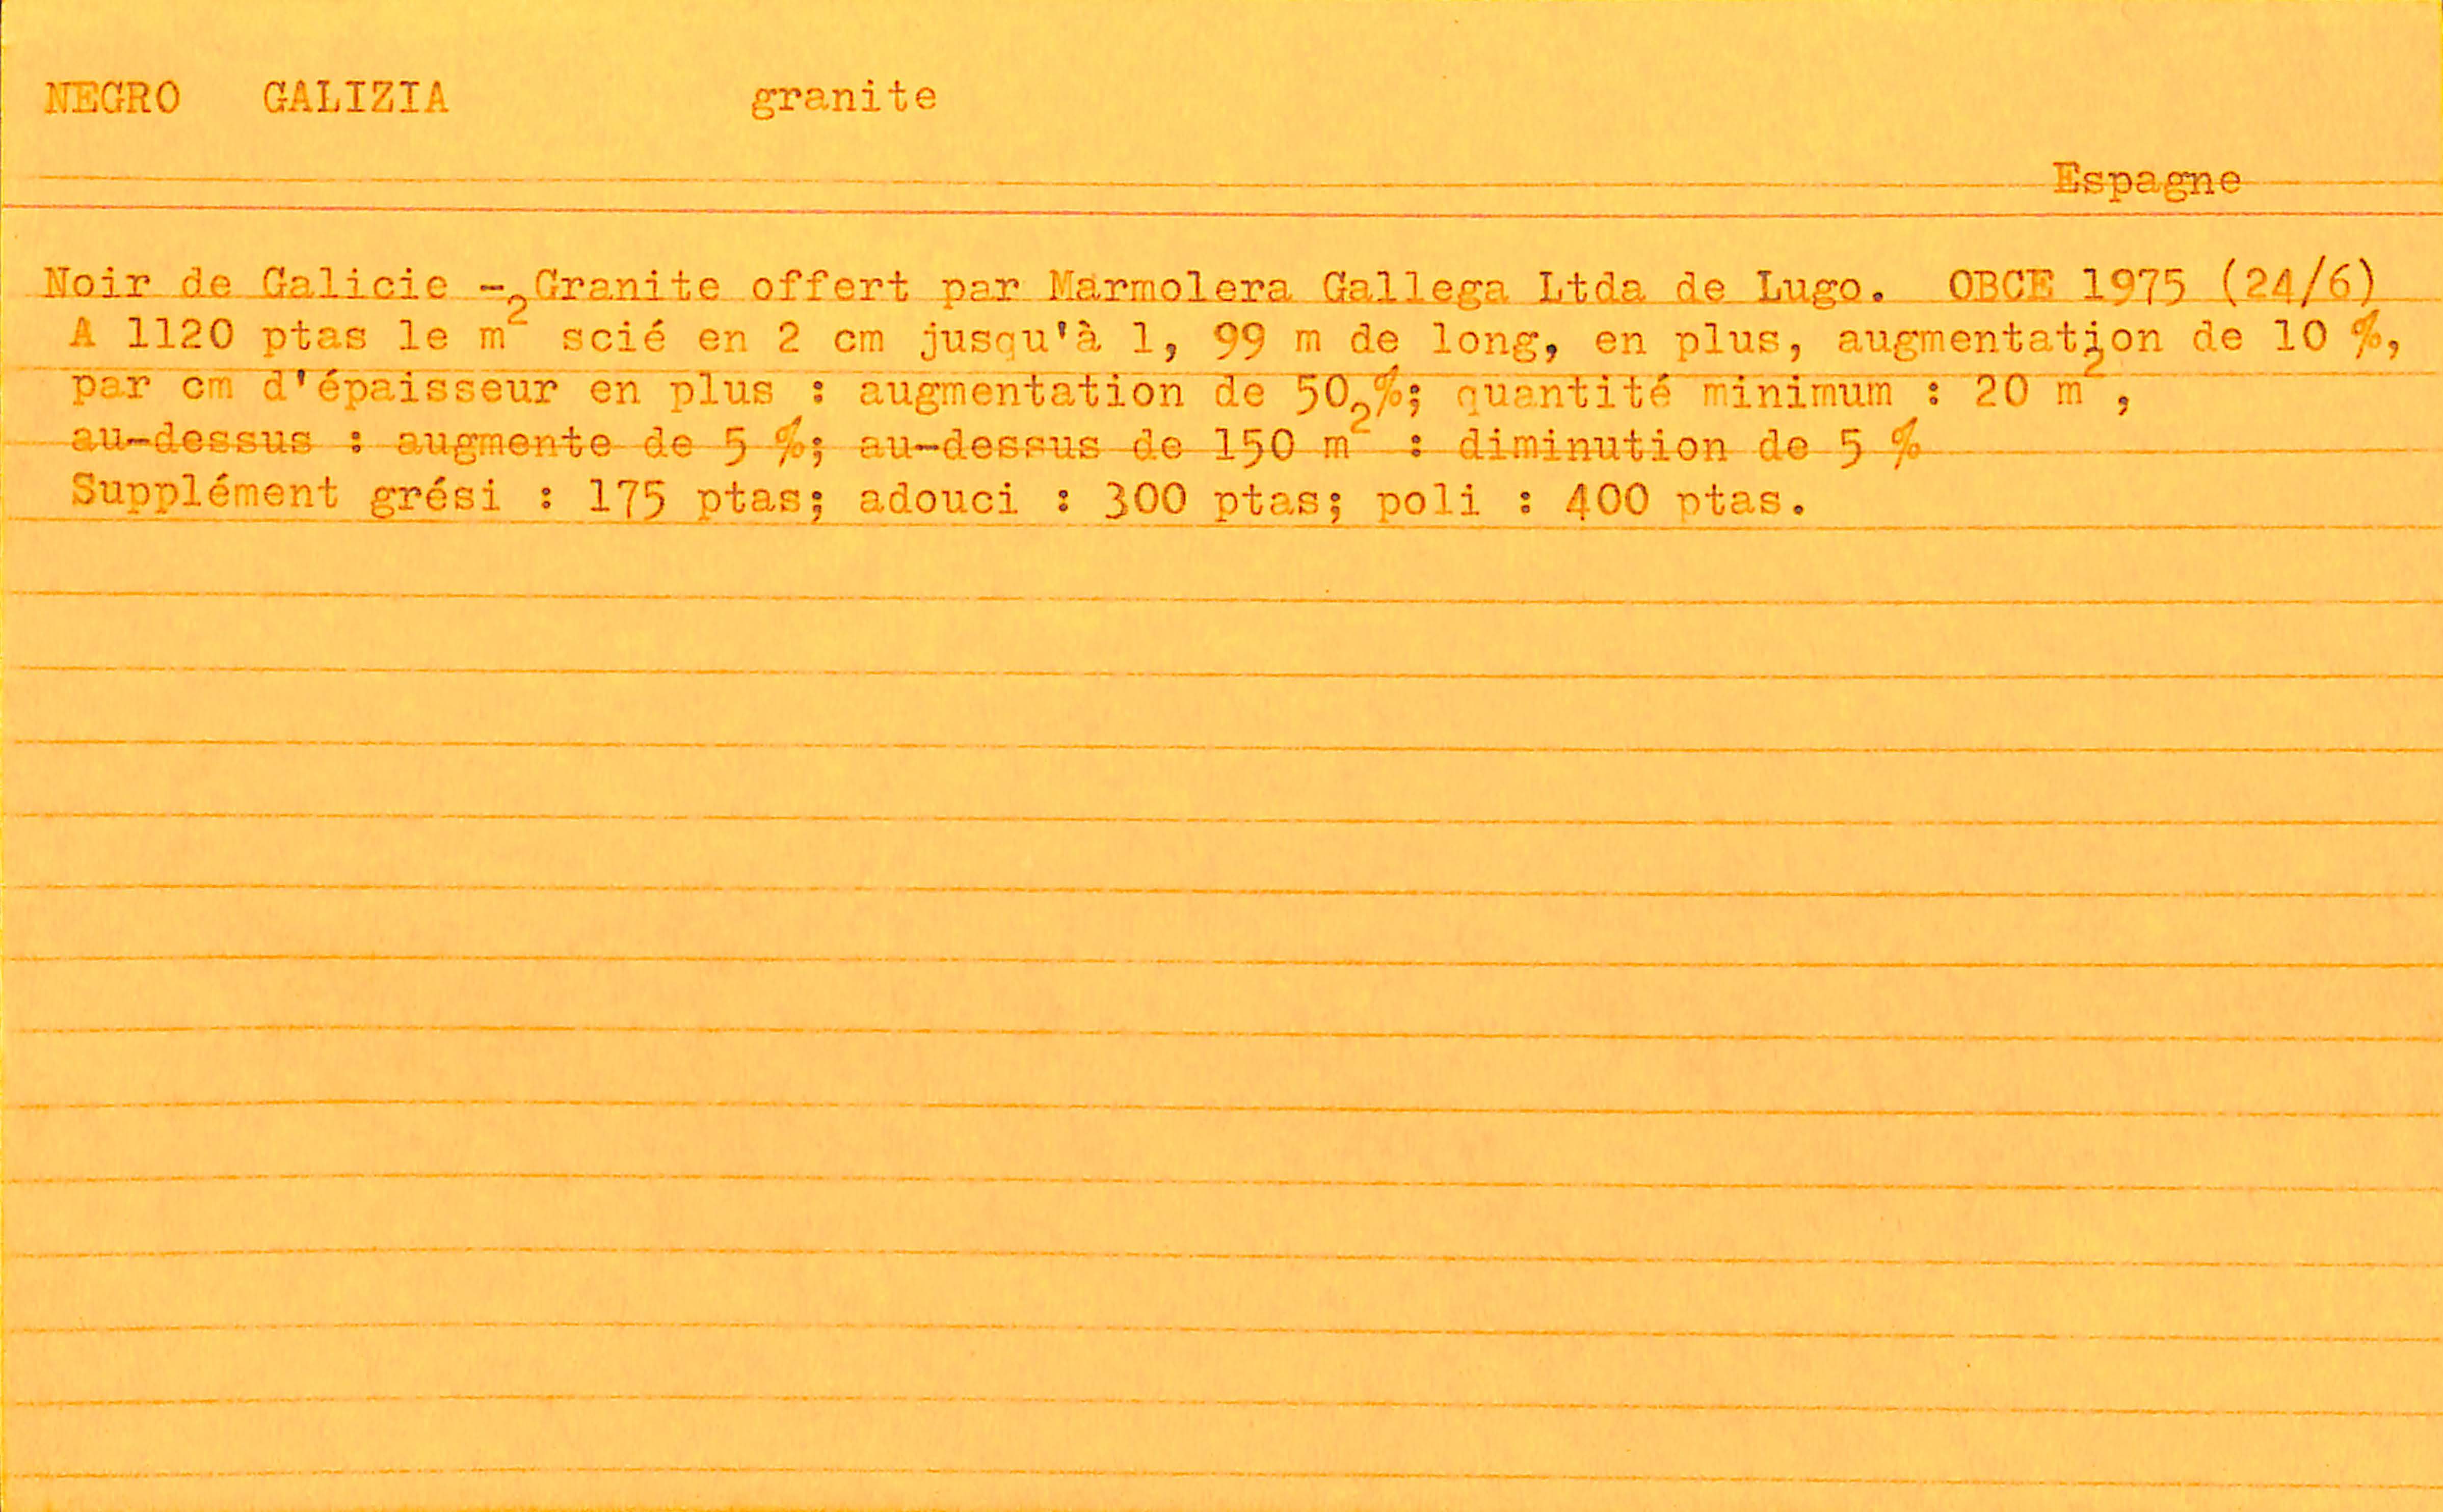 NEGRO GALIZIA granite
Espagne
Noir de Galicie - Granite offert par Marmolera Gallega Ltda de Lugo. OBCE 1975 (24/6)
A 1120 ptas le m² scié en 2 cm jusqu'à 1, 99 m de long, en plus, augmentation de 10 %,
par cm d'épaisseur en plus : augmentation de 50 %; quantité minimum : 20 m²,
au-dessus : augmente de 5 %; au-dessus de 150 m² : diminution de 5 %
Supplément grési : 175 ptas; adouci : 300 ptas; poli : 400 ptas.